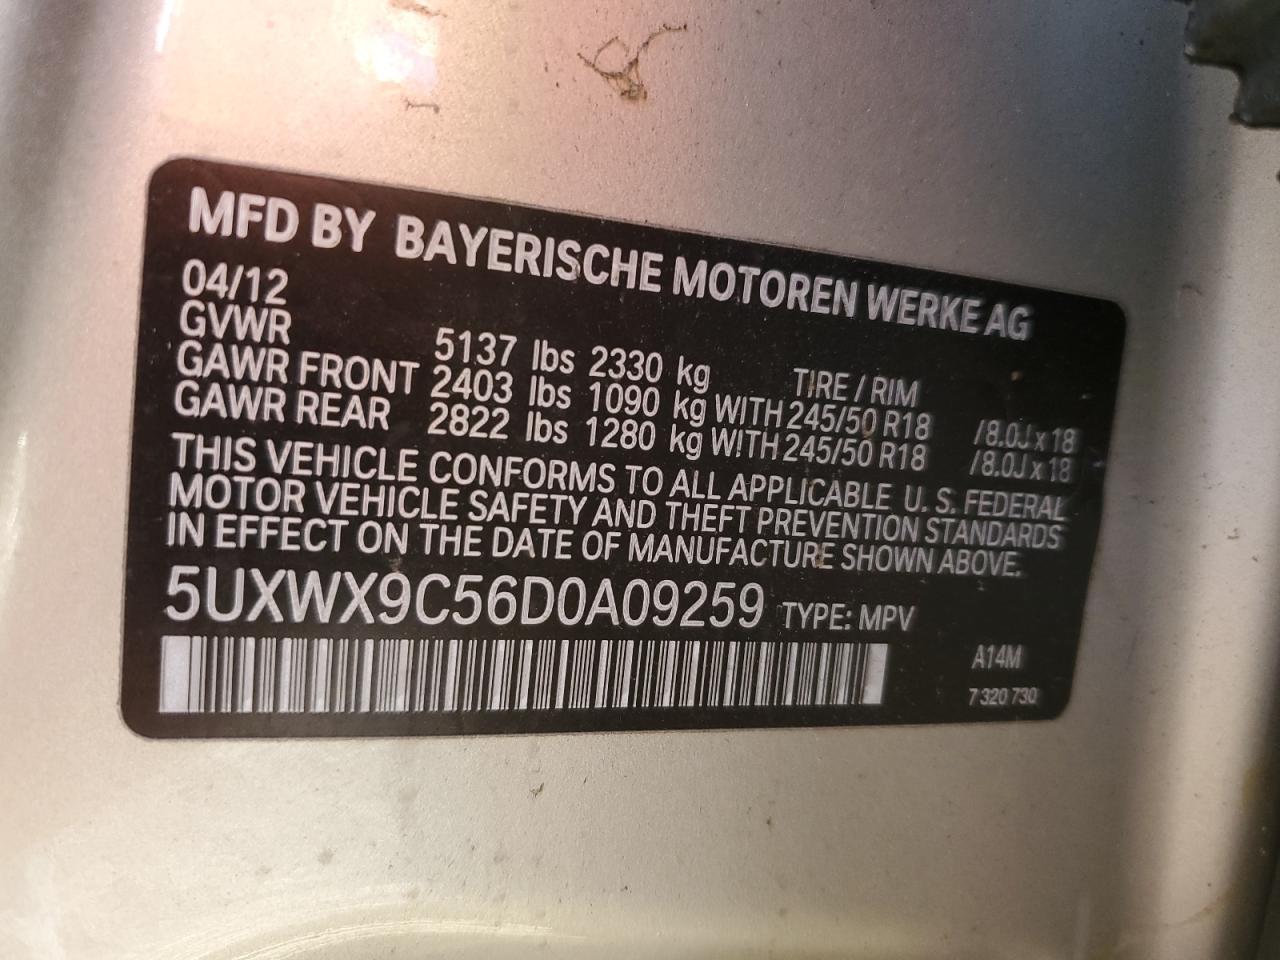 MFD BY BAYERISCHE MOTOREN WERKE AG
04/12
GVWR 5137 lbs 2330 kg TIRE / RIM
GAWR FRONT 2403 lbs 1090 kg WITH 245/50 R18 /8.0J x 18
GAWR REAR 2822 lbs 1280 kg WITH 245/50 R18 /8.0J x 18
THIS VEHICLE CONFORMS TO ALL APPLICABLE U. S. FEDERAL
MOTOR VEHICLE SAFETY AND THEFT PREVENTION STANDARDS
IN EFFECT ON THE DATE OF MANUFACTURE SHOWN ABOVE.
5UXWX9C56D0A09259 TYPE: MPV
A14M
7 320 730